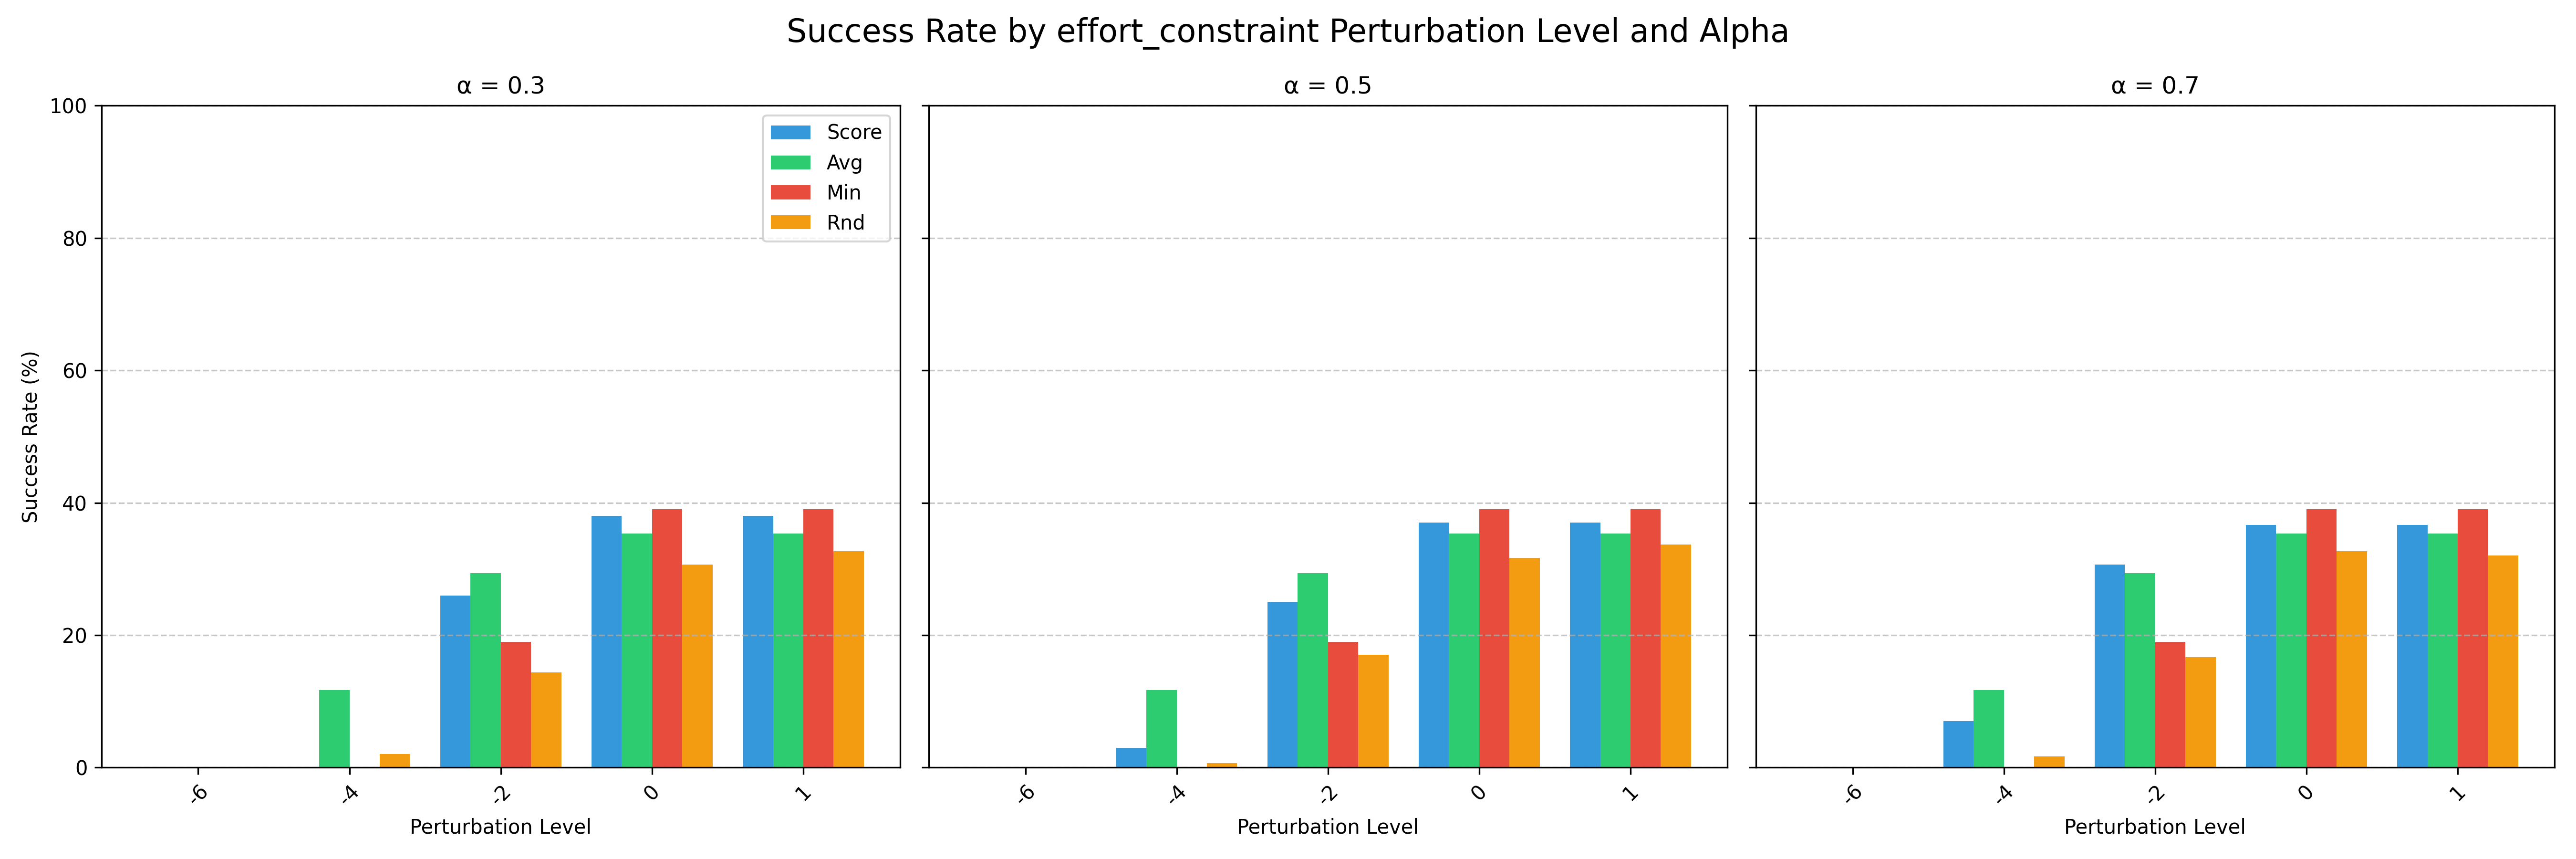 Success Rate by effort_constraint Perturbation Level and Alpha
α = 0.3
α = 0.5
α = 0.7
Success Rate (%)
100
80
60
40
20
0
Score
Avg
Min
Rnd
-6
-4
-2
0
1
-6
-4
-2
0
1
-6
-4
-2
0
1
Perturbation Level
Perturbation Level
Perturbation Level